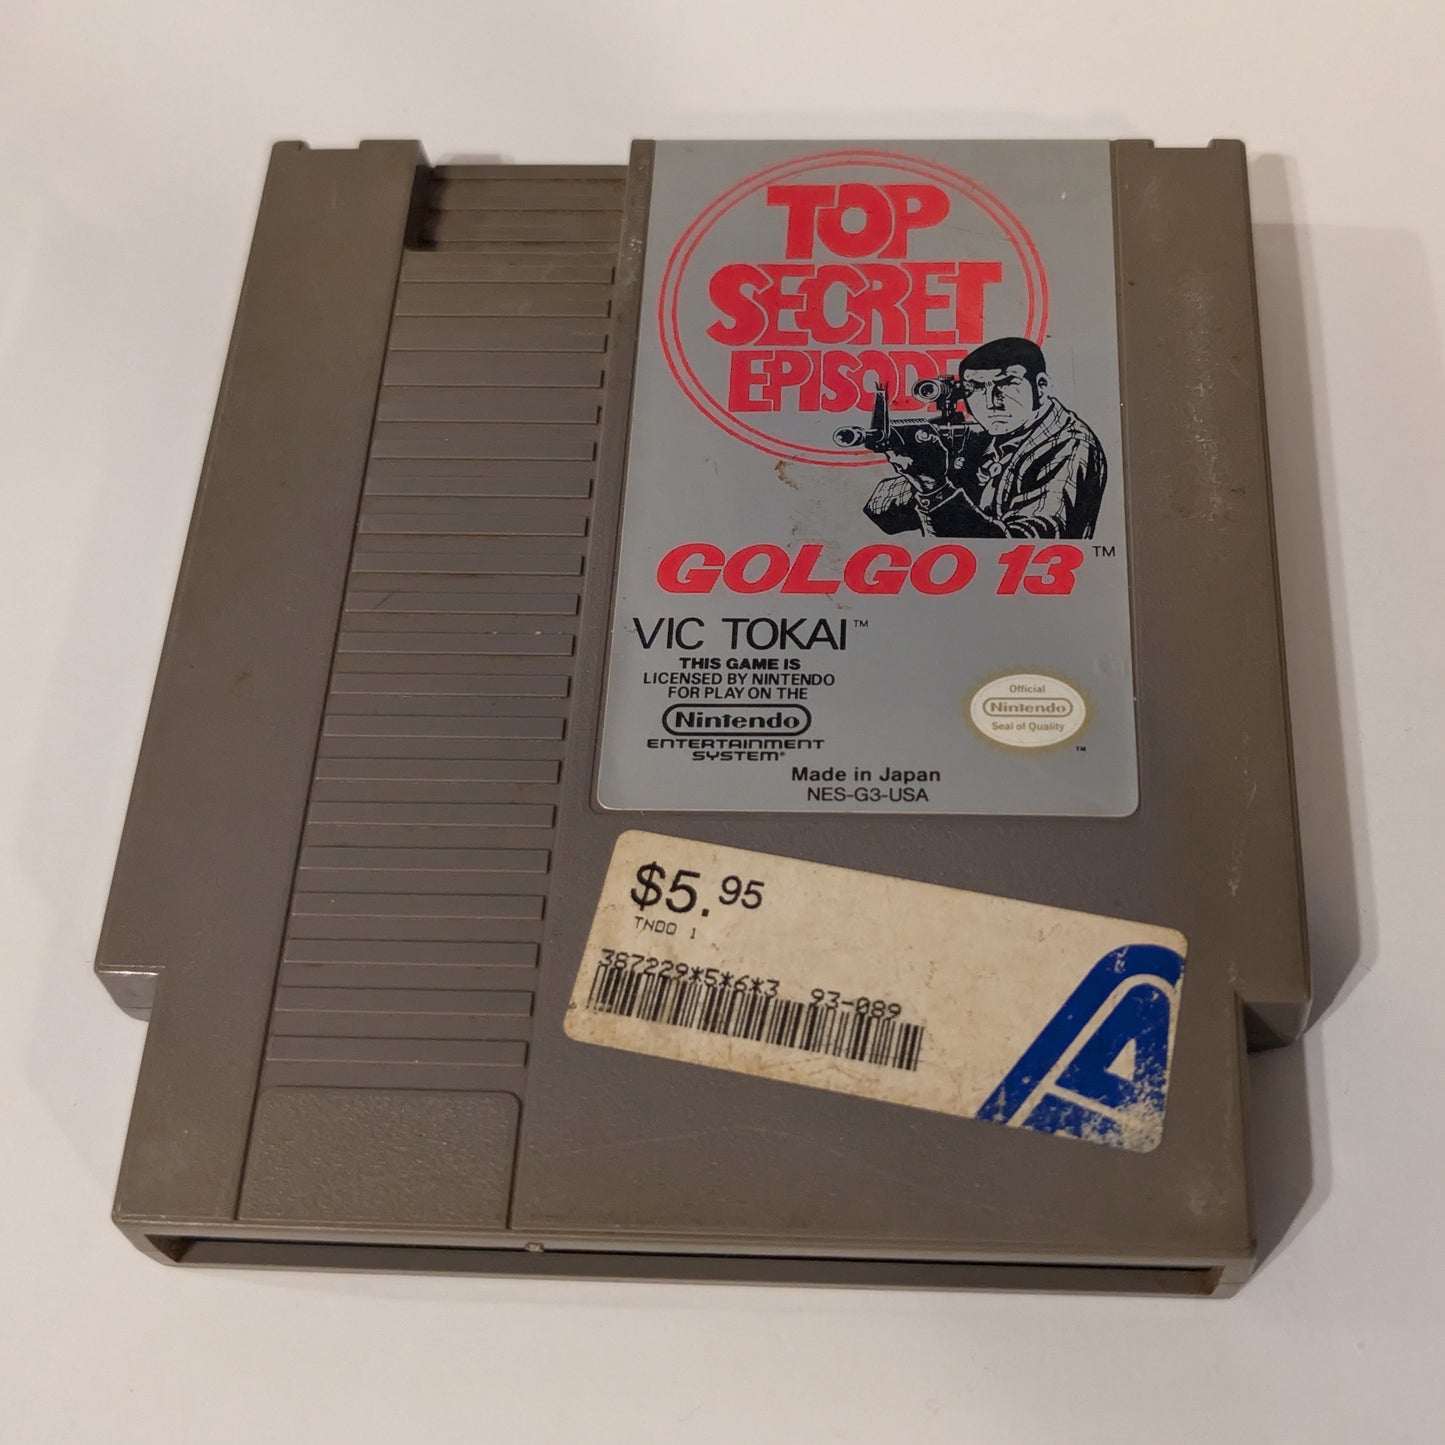 TOP
SECRET
EPISODE
GOLGO 13™
VIC TOKAI™
THIS GAME IS
LICENSED BY NINTENDO
FOR PLAY ON THE
Nintendo
ENTERTAINMENT
SYSTEM®
Official
Nintendo
Seal of Quality
™
Made in Japan
NES-G3-USA
$5.95
TNDO 1
387229*5*6*3 93-089
A